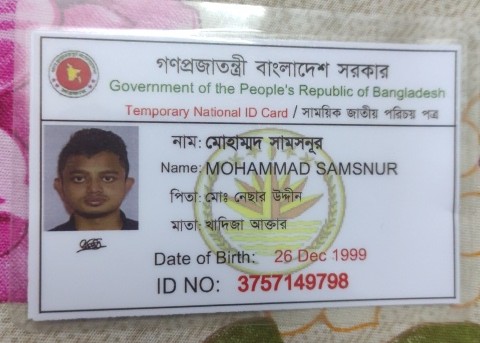 গণপ্রজাতন্ত্রী বাংলাদেশ সরকার
Government of the People's Republic of Bangladesh
Temporary National ID Card / সাময়িক জাতীয় পরিচয় পত্র
নাম: মোহাম্মদ সামসনূর
Name: MOHAMMAD SAMSNUR
পিতা: মোঃ নেছার উদ্দীন
মাতা: খাদিজা আক্তার
Date of Birth: 26 Dec 1999
ID NO: 3757149798